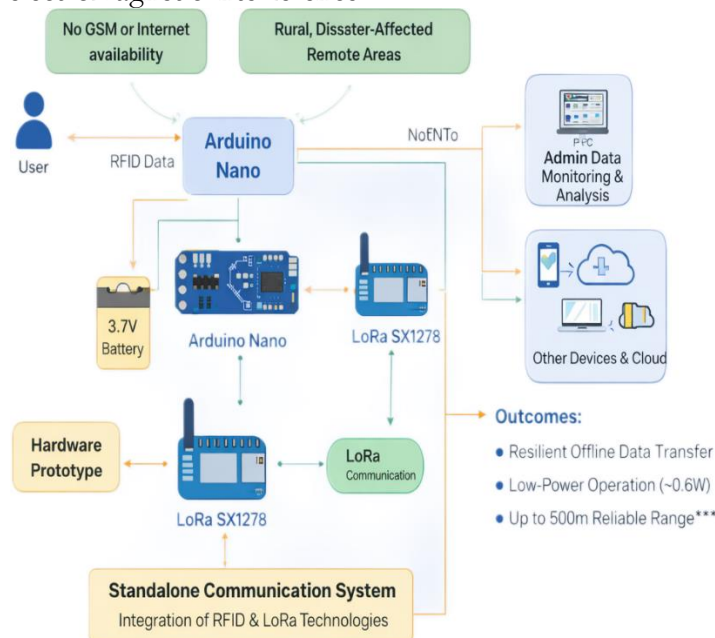 No GSM or Internet
availability
Rural, Dissater-Affected
Remote Areas
User
RFID Data
Arduino
Nano
Admin Data
Monitoring &
Analysis
3.7V
Battery
Arduino Nano
LoRa SX1278
Other Devices & Cloud
Hardware
Prototype
LoRa SX1278
LoRa
Communication
Outcomes:
• Resilient Offline Data Transfer
• Low-Power Operation (~0.6W)
• Up to 500m Reliable Range***
Standalone Communication System
Integration of RFID & LoRa Technologies